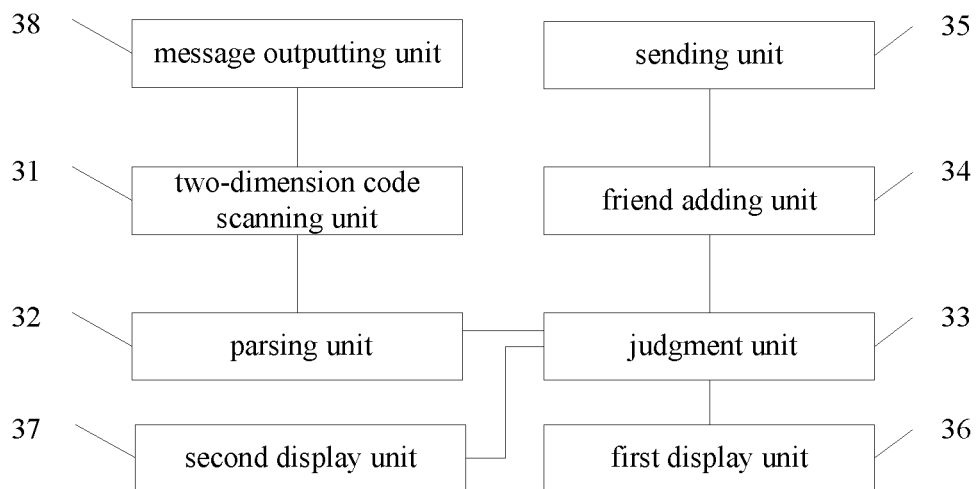 38 message outputting unit sending unit 35
31 two-dimension code scanning unit friend adding unit 34
32 parsing unit judgment unit 33
37 second display unit first display unit 36